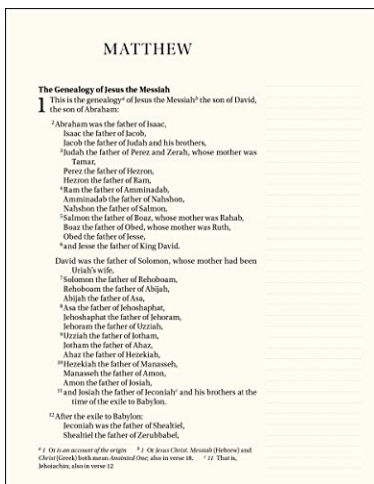 MATTHEW
The Genealogy of Jesus the Messiah
1 This is the genealogyᵃ of Jesus the Messiahᵇ the son of David,
the son of Abraham:
²Abraham was the father of Isaac,
Isaac the father of Jacob,
Jacob the father of Judah and his brothers,
³Judah the father of Perez and Zerah, whose mother was
Tamar,
Perez the father of Hezron,
Hezron the father of Ram,
⁴Ram the father of Amminadab,
Amminadab the father of Nahshon,
Nahshon the father of Salmon,
⁵Salmon the father of Boaz, whose mother was Rahab,
Boaz the father of Obed, whose mother was Ruth,
Obed the father of Jesse,
⁶and Jesse the father of King David.
David was the father of Solomon, whose mother had been
Uriah's wife,
⁷Solomon the father of Rehoboam,
Rehoboam the father of Abijah,
Abijah the father of Asa,
⁸Asa the father of Jehoshaphat,
Jehoshaphat the father of Jehoram,
Jehoram the father of Uzziah,
⁹Uzziah the father of Jotham,
Jotham the father of Ahaz,
Ahaz the father of Hezekiah,
¹⁰Hezekiah the father of Manasseh,
Manasseh the father of Amon,
Amon the father of Josiah,
¹¹and Josiah the father of Jeconiahᶜ and his brothers at the
time of the exile to Babylon.
¹²After the exile to Babylon:
Jeconiah was the father of Shealtiel,
Shealtiel the father of Zerubbabel,
ᵃ 1 Or is an account of the origin ᵇ 1 Or Jesus Christ. Messiah (Hebrew) and
Christ (Greek) both mean Anointed One; also in verse 18. ᶜ 11 That is,
Jehoiachin; also in verse 12